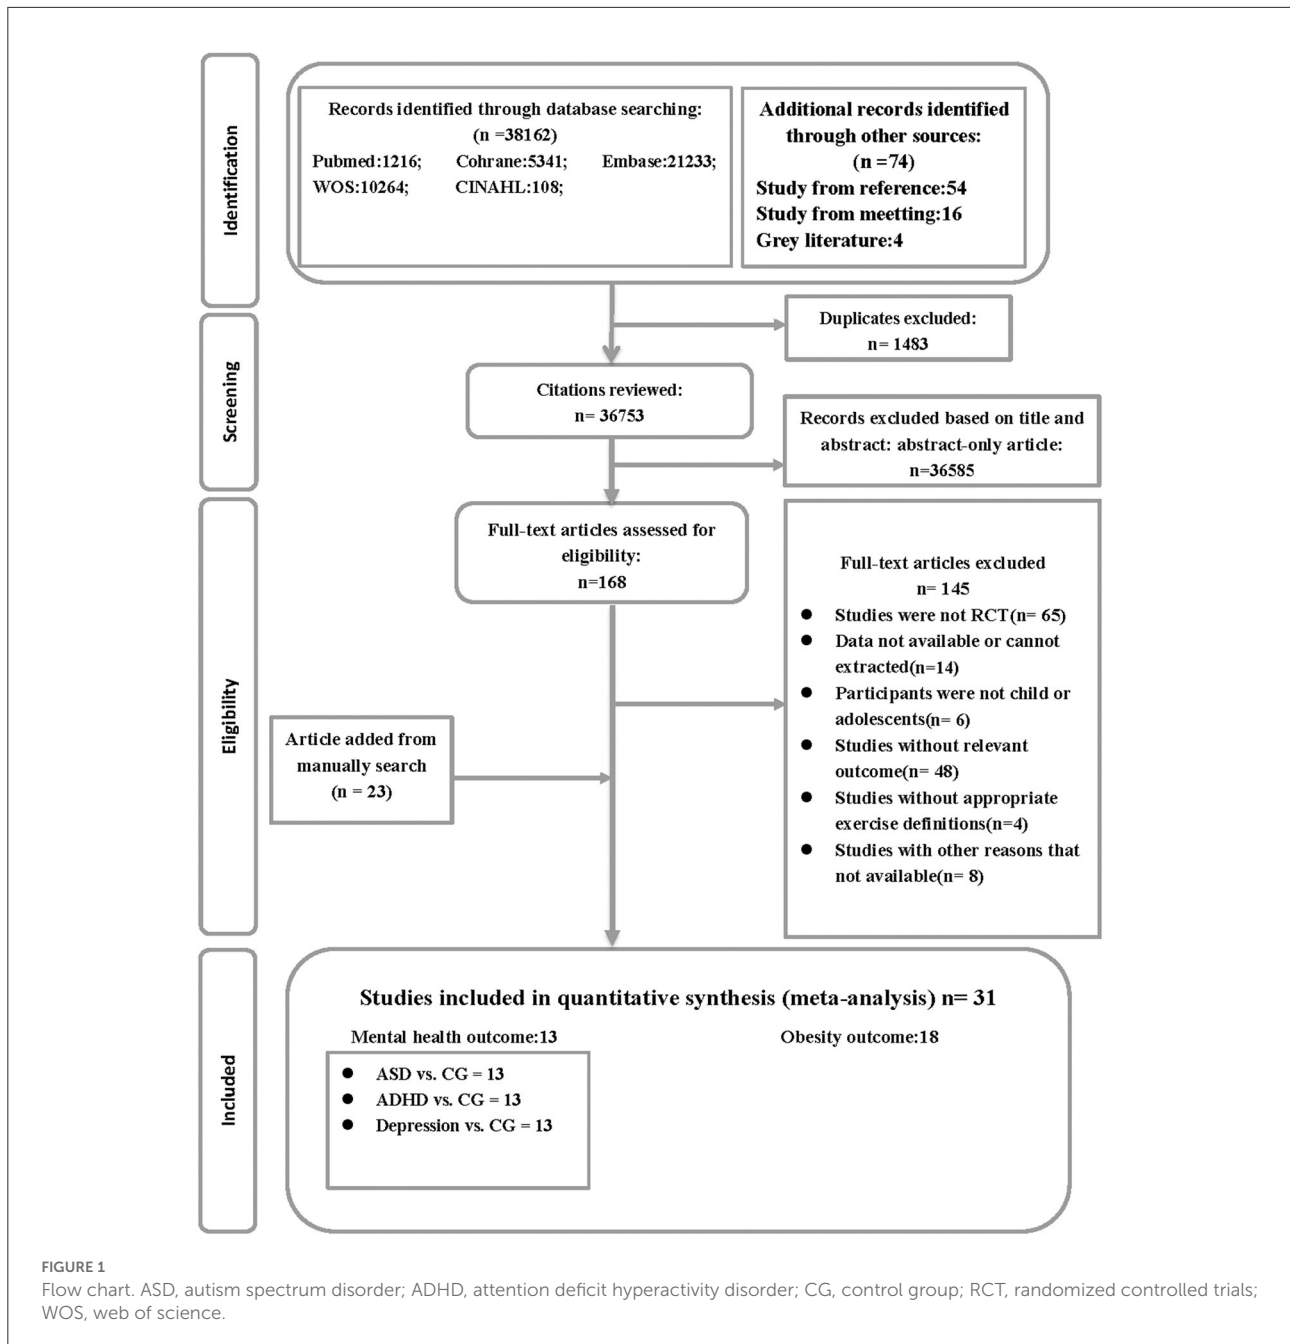 Identification
Records identified through database searching:
(n =38162)
Pubmed:1216; Cohrane:5341; Embase:21233;
WOS:10264; CINAHL:108;
Additional records identified
through other sources:
(n =74)
Study from reference:54
Study from meetting:16
Grey literature:4
Duplicates excluded:
n= 1483
Screening
Citations reviewed:
n= 36753
Records excluded based on title and
abstract: abstract-only article:
n=36585
Eligibility
Full-text articles assessed for
eligibility:
n=168
Full-text articles excluded
n= 145
● Studies were not RCT(n= 65)
● Data not available or cannot
extracted(n=14)
● Participants were not child or
adolescents(n= 6)
● Studies without relevant
outcome(n= 48)
● Studies without appropriate
exercise definitions(n=4)
● Studies with other reasons that
not available(n= 8)
Article added from
manually search
(n = 23)
Included
Studies included in quantitative synthesis (meta-analysis) n= 31
Mental health outcome:13
Obesity outcome:18
● ASD vs. CG = 13
● ADHD vs. CG = 13
● Depression vs. CG = 13
FIGURE 1
Flow chart. ASD, autism spectrum disorder; ADHD, attention deficit hyperactivity disorder; CG, control group; RCT, randomized controlled trials;
WOS, web of science.